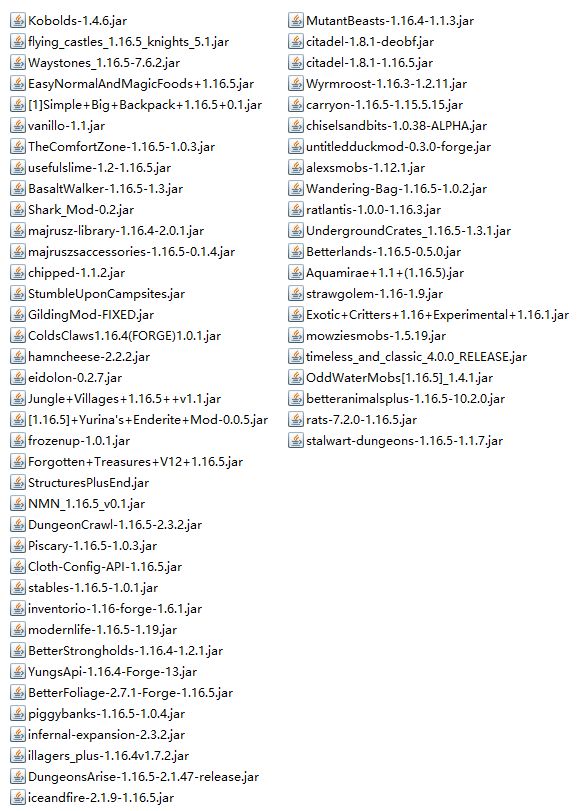 Kobolds-1.4.6.jar
flying_castles_1.16.5_knights_5.1.jar
Waystones_1.16.5-7.6.2.jar
EasyNormalAndMagicFoods+1.16.5.jar
[1]Simple+Big+Backpack+1.16.5+0.1.jar
vanillo-1.1.jar
TheComfortZone-1.16.5-1.0.3.jar
usefulslime-1.2-1.16.5.jar
BasaltWalker-1.16.5-1.3.jar
Shark_Mod-0.2.jar
majrusz-library-1.16.4-2.0.1.jar
majruszsaccessories-1.16.5-0.1.4.jar
chipped-1.1.2.jar
StumbleUponCampsites.jar
GildingMod-FIXED.jar
ColdsClaws1.16.4(FORGE)1.0.1.jar
hamncheese-2.2.2.jar
eidolon-0.2.7.jar
Jungle+Villages+1.16.5++v1.1.jar
[1.16.5]+Yurina's+Enderite+Mod-0.0.5.jar
frozenup-1.0.1.jar
Forgotten+Treasures+V12+1.16.5.jar
StructuresPlusEnd.jar
NMN_1.16.5_v0.1.jar
DungeonCrawl-1.16.5-2.3.2.jar
Piscary-1.16.5-1.0.3.jar
Cloth-Config-API-1.16.5.jar
stables-1.16.5-1.0.1.jar
inventorio-1.16-forge-1.6.1.jar
modernlife-1.16.5-1.19.jar
BetterStrongholds-1.16.4-1.2.1.jar
YungsApi-1.16.4-Forge-13.jar
BetterFoliage-2.7.1-Forge-1.16.5.jar
piggybanks-1.16.5-1.0.4.jar
infernal-expansion-2.3.2.jar
illagers_plus-1.16.4v1.7.2.jar
DungeonsArise-1.16.5-2.1.47-release.jar
iceandfire-2.1.9-1.16.5.jar
MutantBeasts-1.16.4-1.1.3.jar
citadel-1.8.1-deobf.jar
citadel-1.8.1-1.16.5.jar
Wyrmroost-1.16.3-1.2.11.jar
carryon-1.16.5-1.15.5.15.jar
chiselsandbits-1.0.38-ALPHA.jar
untitledduckmod-0.3.0-forge.jar
alexsmobs-1.12.1.jar
Wandering-Bag-1.16.5-1.0.2.jar
ratlantis-1.0.0-1.16.3.jar
UndergroundCrates_1.16.5-1.3.1.jar
Betterlands-1.16.5-0.5.0.jar
Aquamirae+1.1+(1.16.5).jar
strawgolem-1.16-1.9.jar
Exotic+Critters+1.16+Experimental+1.16.1.jar
mowziesmobs-1.5.19.jar
timeless_and_classic_4.0.0_RELEASE.jar
OddWaterMobs[1.16.5]_1.4.1.jar
betteranimalsplus-1.16.5-10.2.0.jar
rats-7.2.0-1.16.5.jar
stalwart-dungeons-1.16.5-1.1.7.jar